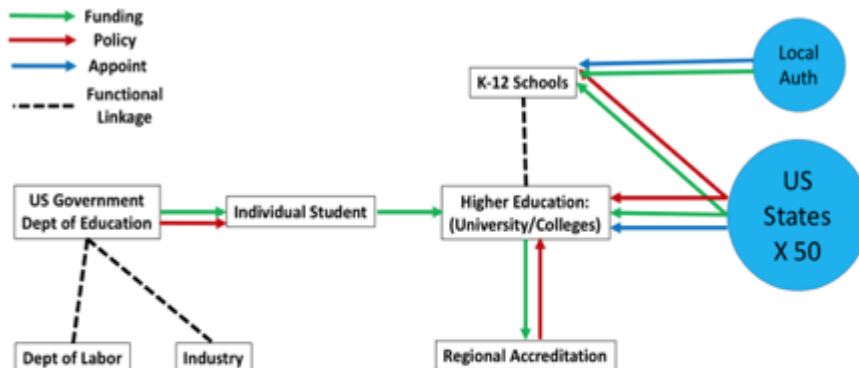 Funding
Policy
Appoint
Functional
Linkage
Local
Auth
K-12 Schools
US Government
Dept of Education
Individual Student
Higher Education:
(University/Colleges)
US
States
X 50
Dept of Labor
Industry
Regional Accreditation